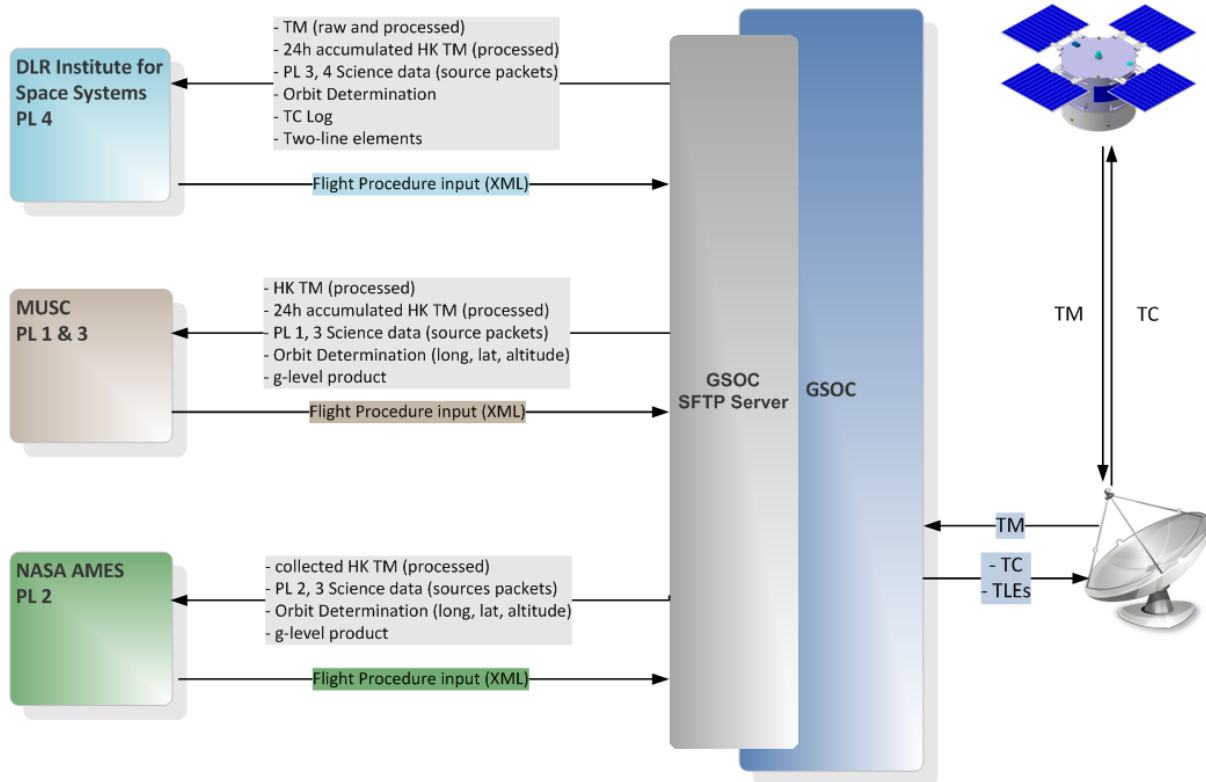 DLR Institute for
Space Systems
PL 4
- TM (raw and processed)
- 24h accumulated HK TM (processed)
- PL 3, 4 Science data (source packets)
- Orbit Determination
- TC Log
- Two-line elements
Flight Procedure input (XML)
MUSC
PL 1 & 3
- HK TM (processed)
- 24h accumulated HK TM (processed)
- PL 1, 3 Science data (source packets)
- Orbit Determination (long, lat, altitude)
- g-level product
Flight Procedure input (XML)
NASA AMES
PL 2
- collected HK TM (processed)
- PL 2, 3 Science data (sources packets)
- Orbit Determination (long, lat, altitude)
- g-level product
Flight Procedure input (XML)
GSOC
SFTP Server
GSOC
TM
TC
TM
- TC
- TLEs